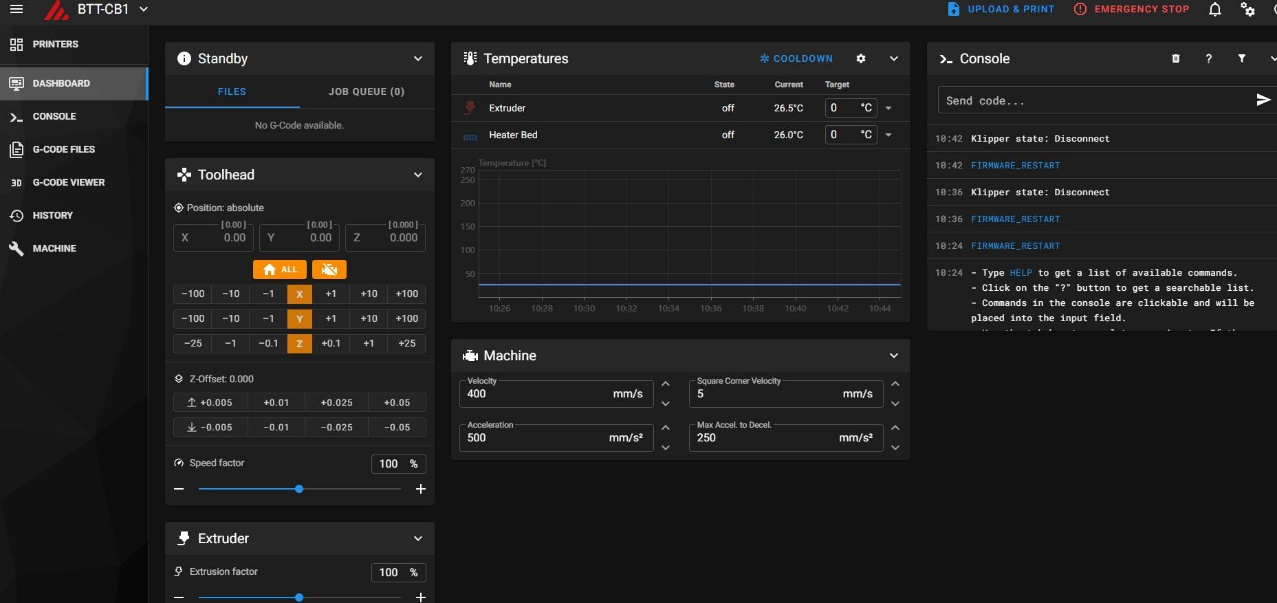 BTT-CB1
UPLOAD & PRINT
EMERGENCY STOP
PRINTERS
DASHBOARD
CONSOLE
G-CODE FILES
3D G-CODE VIEWER
HISTORY
MACHINE
Standby
FILES JOB QUEUE (0)
No G-Code available.
Toolhead
Position: absolute
[0.00] [0.00] [0.000]
X 0.00 Y 0.00 Z 0.000
ALL
−100 −10 −1 X +1 +10 +100
−100 −10 −1 Y +1 +10 +100
−25 −1 −0.1 Z +0.1 +1 +25
Z-Offset: 0.000
+0.005 +0.01 +0.025 +0.05
−0.005 −0.01 −0.025 −0.05
Speed factor 100 %
− +
Extruder
Extrusion factor 100 %
− +
Temperatures COOLDOWN
Name State Current Target
Extruder off 26.5°C 0 °C
Heater Bed off 26.0°C 0 °C
Temperature [°C]
270
250
200
150
100
50
10:26 10:28 10:30 10:32 10:34 10:36 10:38 10:40 10:42 10:44
Machine
Velocity Square Corner Velocity
400 mm/s 5 mm/s
Acceleration Max Accel. to Decel.
500 mm/s² 250 mm/s²
Console ?
Send code...
10:42 Klipper state: Disconnect
10:42 FIRMWARE_RESTART
10:36 Klipper state: Disconnect
10:36 FIRMWARE_RESTART
10:24 FIRMWARE_RESTART
10:24 - Type HELP to get a list of available commands.
- Click on the "?" button to get a searchable list.
- Commands in the console are clickable and will be
placed into the input field.